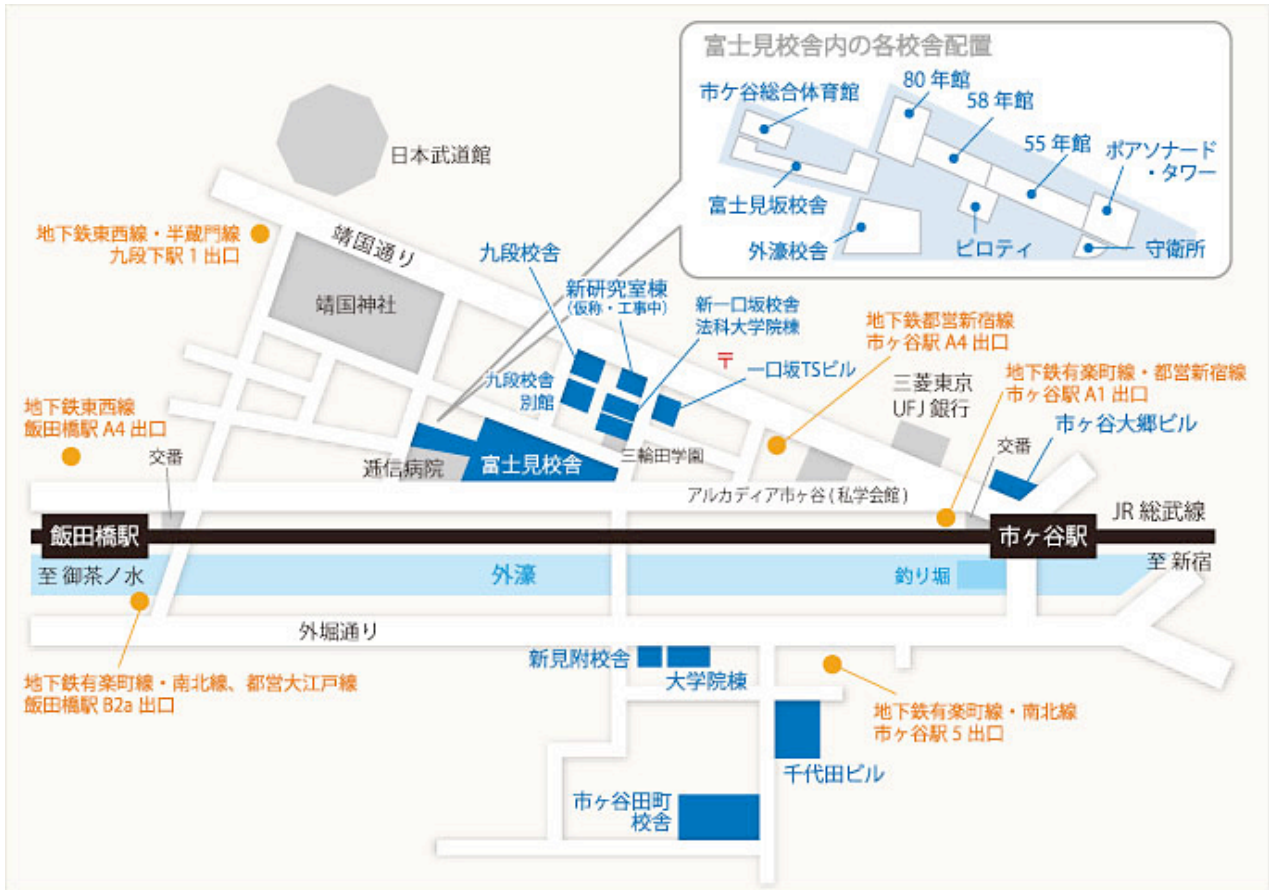 富士見校舎内の各校舎配置
80 年館
市ケ谷総合体育館
58 年館
55 年館
ボアソナード
・タワー
富士見坂校舎
外濠校舎
ピロティ
守衛所
日本武道館
地下鉄東西線・半蔵門線
九段下駅 1 出口
靖国通り
九段校舎
新研究室棟
(仮称・工事中)
靖国神社
新一口坂校舎
法科大学院棟
地下鉄都営新宿線
市ヶ谷駅 A4 出口
〒
一口坂TSビル
地下鉄有楽町線・都営新宿線
市ヶ谷駅 A1 出口
三菱東京
UFJ 銀行
九段校舎
別館
地下鉄東西線
飯田橋駅 A4 出口
市ヶ谷大郷ビル
交番
交番
逓信病院
富士見校舎
三輪田学園
アルカディア市ヶ谷(私学会館)
JR 総武線
飯田橋駅
市ヶ谷駅
至 御茶ノ水
外濠
釣り堀
至 新宿
外堀通り
新見附校舎
大学院棟
地下鉄有楽町線・南北線、都営大江戸線
飯田橋駅 B2a 出口
地下鉄有楽町線・南北線
市ヶ谷駅 5 出口
千代田ビル
市ヶ谷田町
校舎